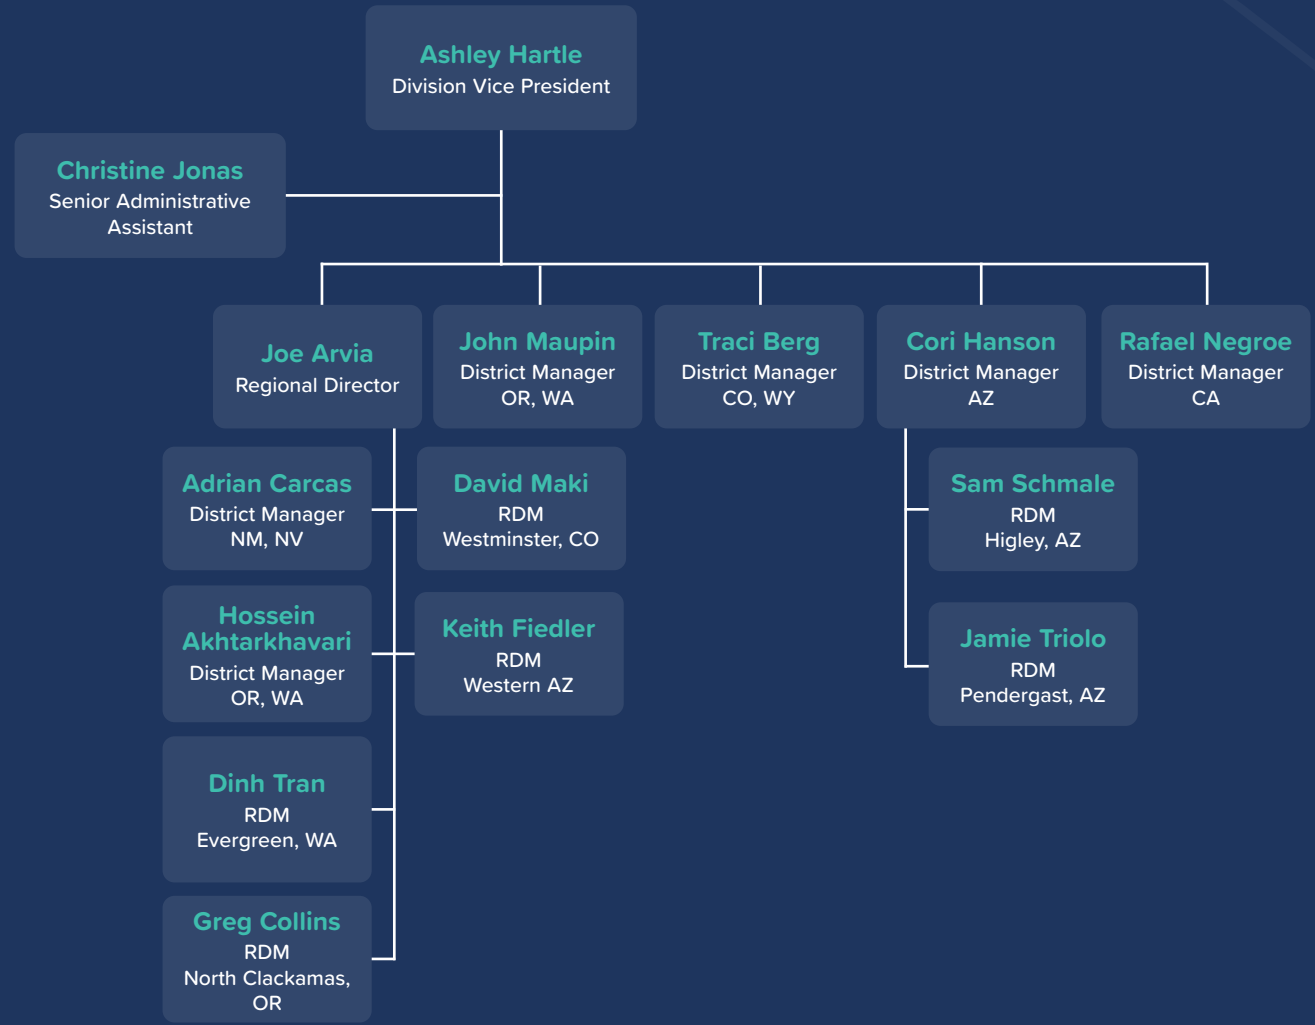 Ashley Hartle
Division Vice President
Christine Jonas
Senior Administrative
Assistant
Joe Arvia
Regional Director
John Maupin
District Manager
OR, WA
Traci Berg
District Manager
CO, WY
Cori Hanson
District Manager
AZ
Rafael Negroe
District Manager
CA
Adrian Carcas
District Manager
NM, NV
David Maki
RDM
Westminster, CO
Hossein
Akhtarkhavari
District Manager
OR, WA
Keith Fiedler
RDM
Western AZ
Dinh Tran
RDM
Evergreen, WA
Greg Collins
RDM
North Clackamas,
OR
Sam Schmale
RDM
Higley, AZ
Jamie Triolo
RDM
Pendergast, AZ